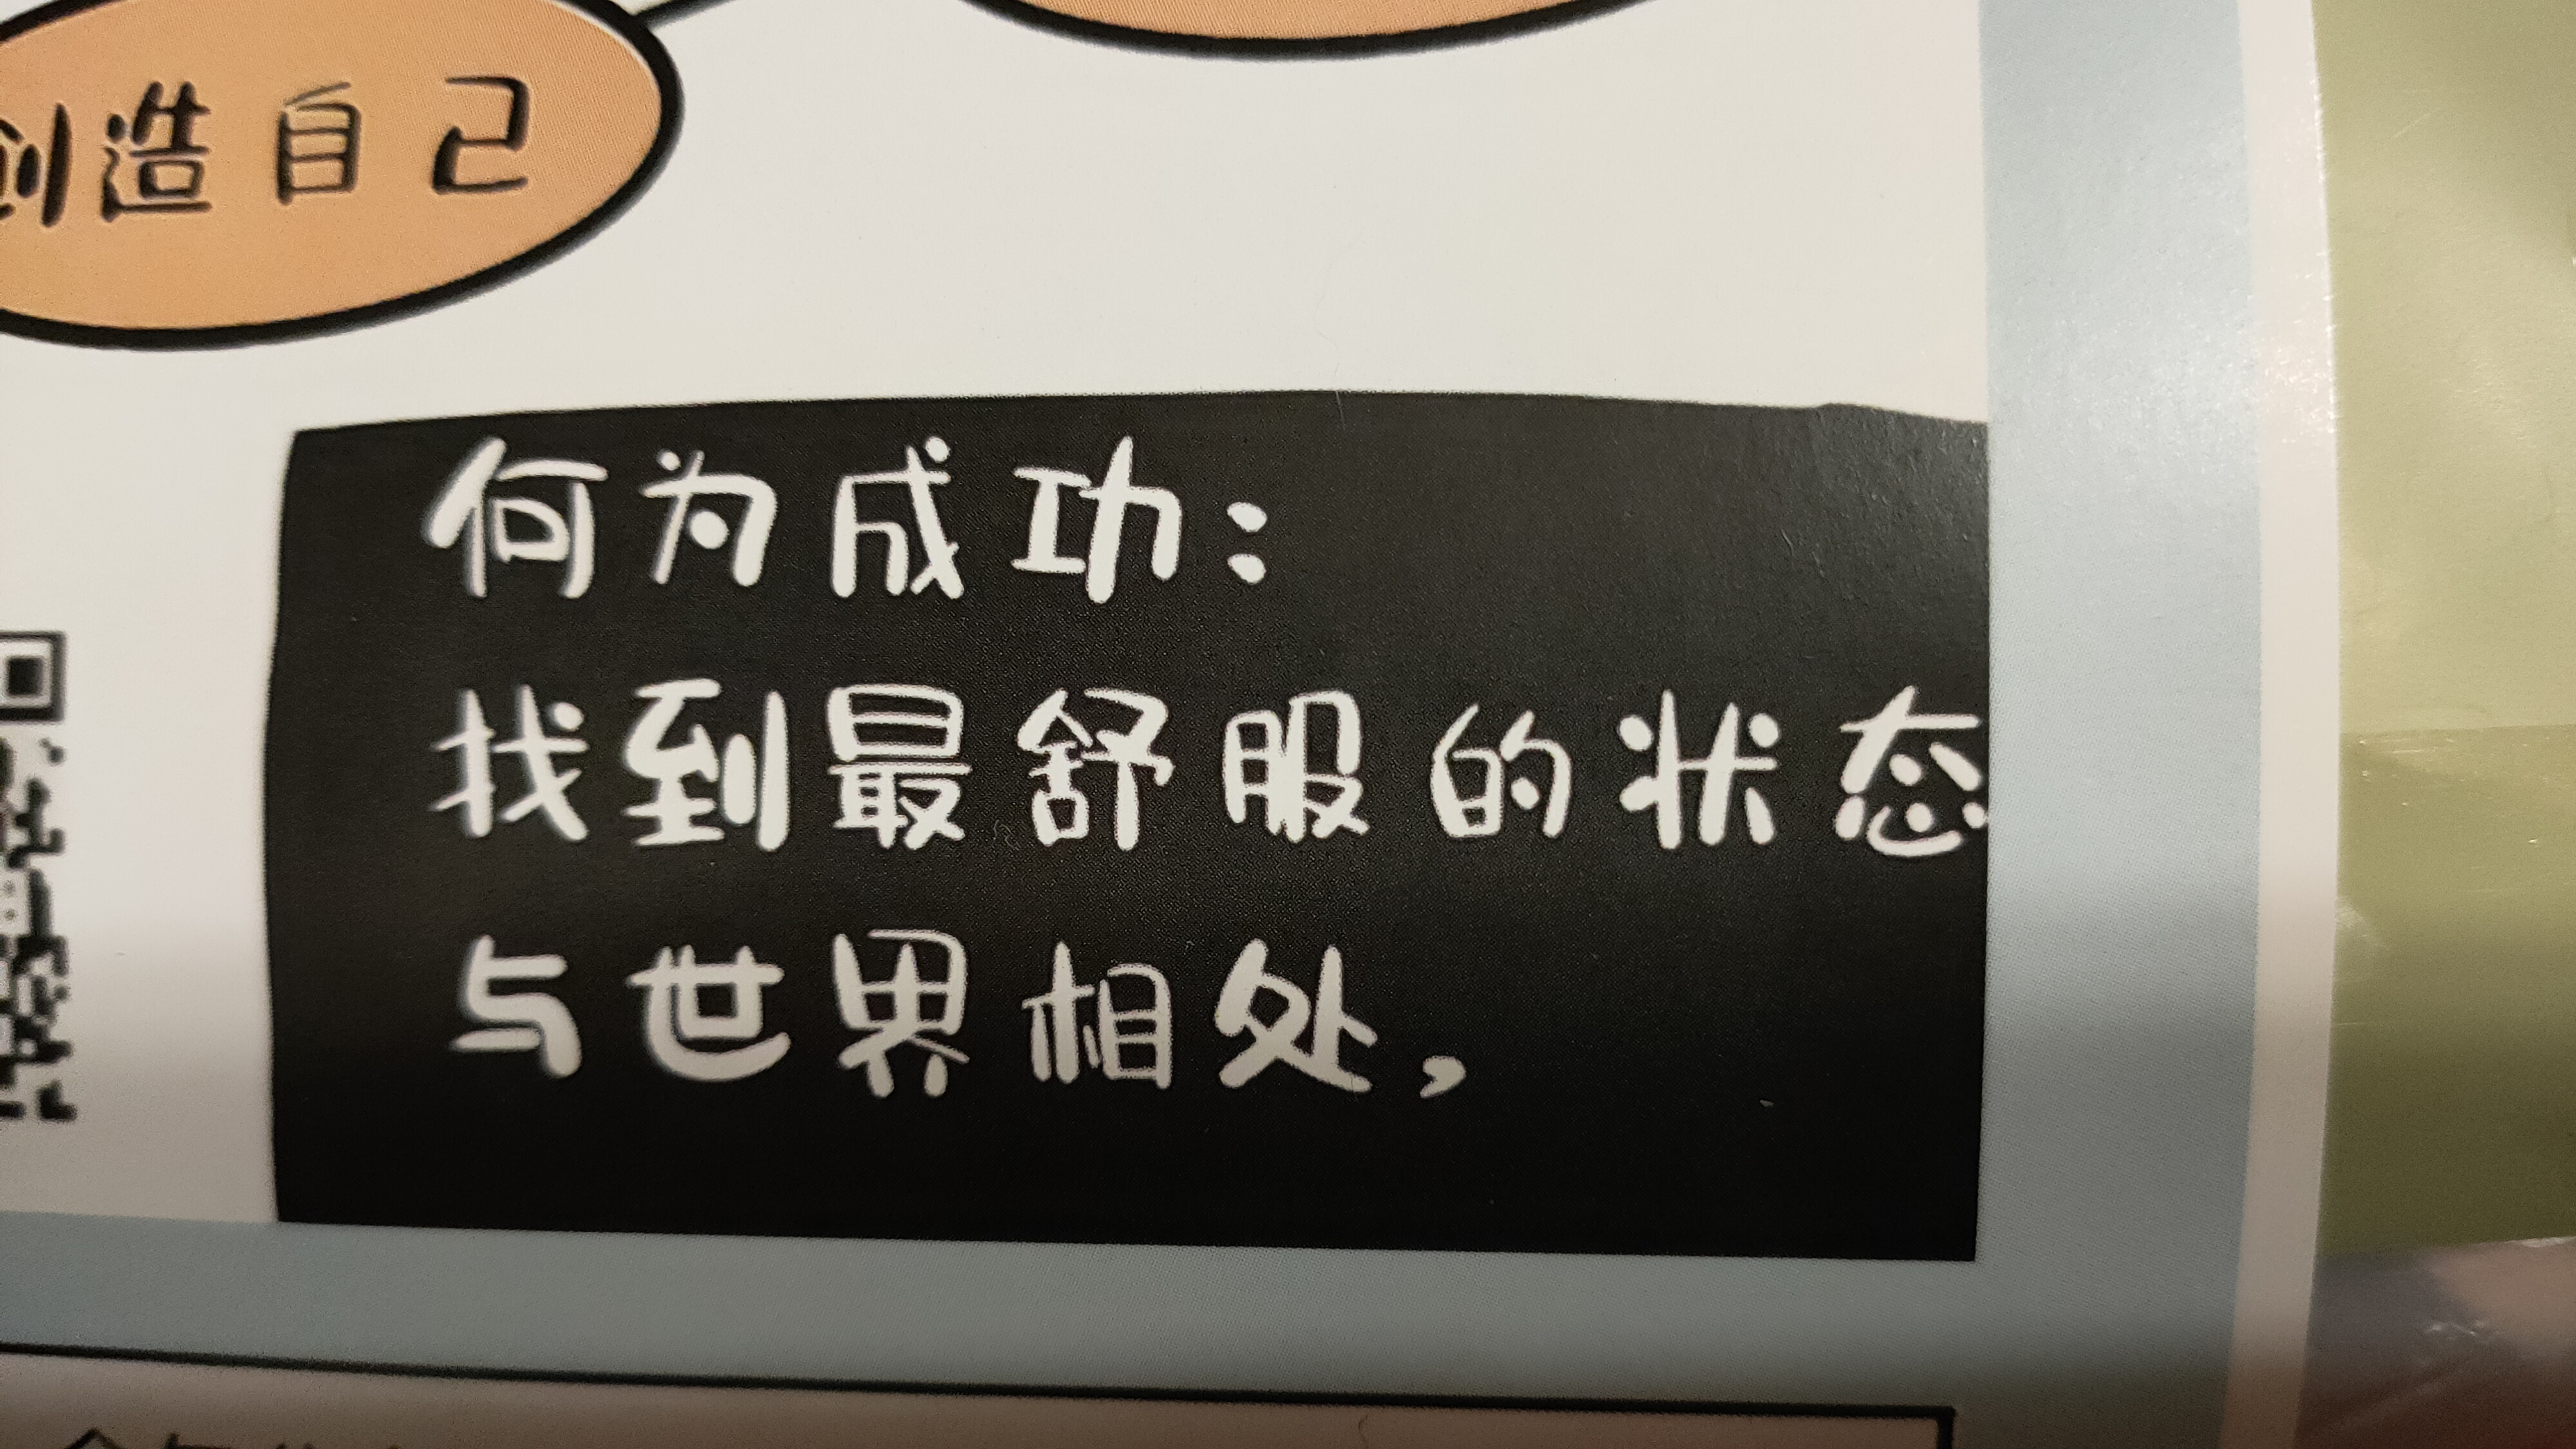 创造自己
何为成功：
找到最舒服的状态
与世界相处，